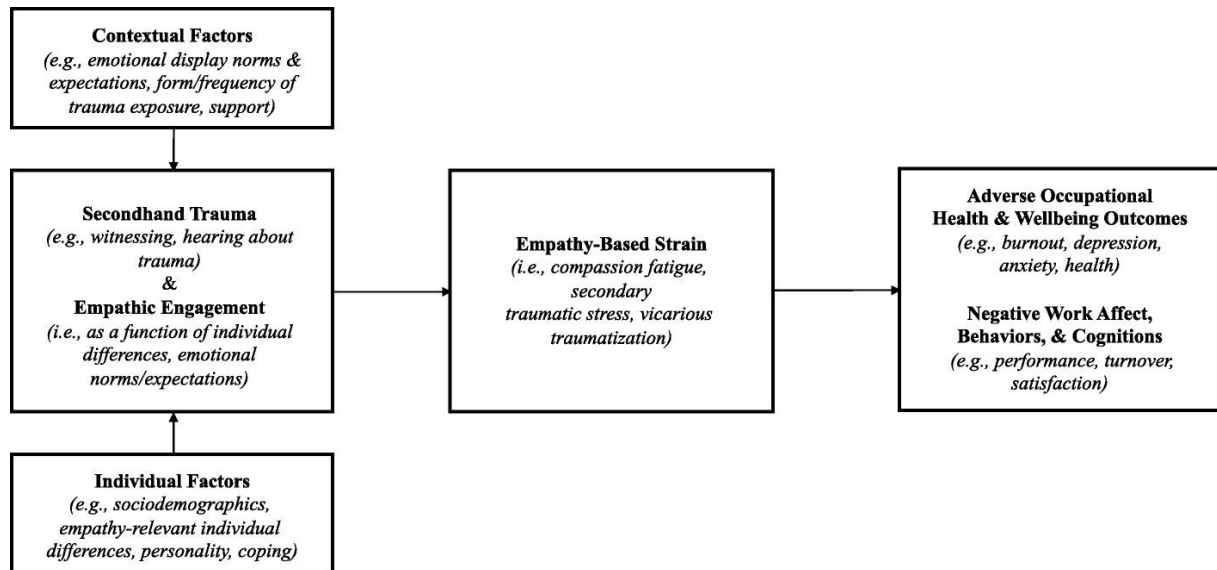 Contextual Factors
(e.g., emotional display norms &
expectations, form/frequency of
trauma exposure, support)
Secondhand Trauma
(e.g., witnessing, hearing about
trauma)
&
Empathic Engagement
(i.e., as a function of individual
differences, emotional
norms/expectations)
Individual Factors
(e.g., sociodemographics,
empathy-relevant individual
differences, personality, coping)
Empathy-Based Strain
(i.e., compassion fatigue,
secondary
traumatic stress, vicarious
traumatization)
Adverse Occupational
Health & Wellbeing Outcomes
(e.g., burnout, depression,
anxiety, health)
Negative Work Affect,
Behaviors, & Cognitions
(e.g., performance, turnover,
satisfaction)